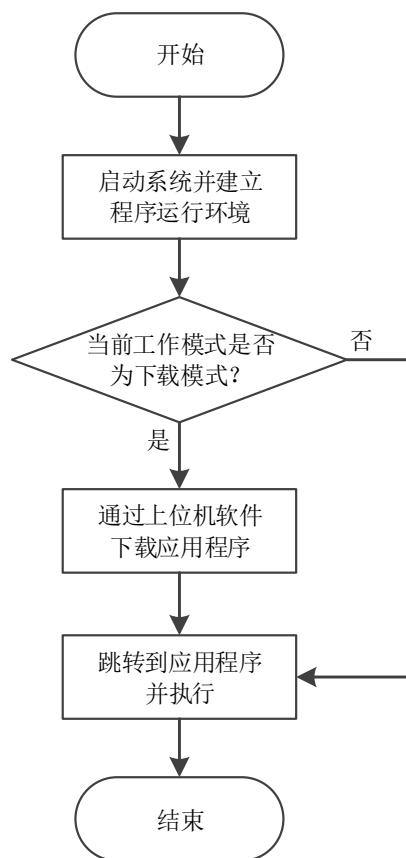 开始
启动系统并建立
程序运行环境
当前工作模式是否
为下载模式？
否
是
通过上位机软件
下载应用程序
跳转到应用程序
并执行
结束